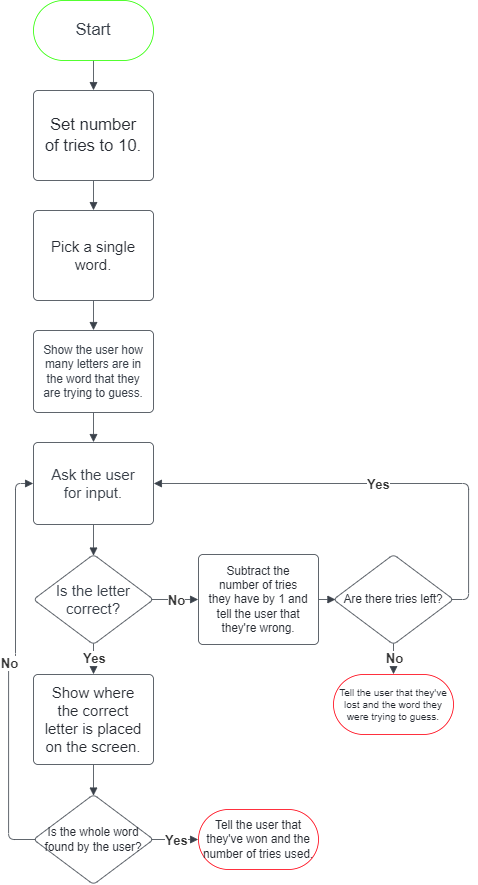 Start
Set number
of tries to 10.
Pick a single
word.
Show the user how
many letters are in
the word that they
are trying to guess.
Ask the user
for input.
Yes
Is the letter
correct?
No
Subtract the
number of tries
they have by 1 and
tell the user that
they're wrong.
Are there tries left?
Yes
No
No
Show where
the correct
letter is placed
on the screen.
Tell the user that they've
lost and the word they
were trying to guess.
Is the whole word
found by the user?
Yes
Tell the user that
they've won and the
number of tries used.